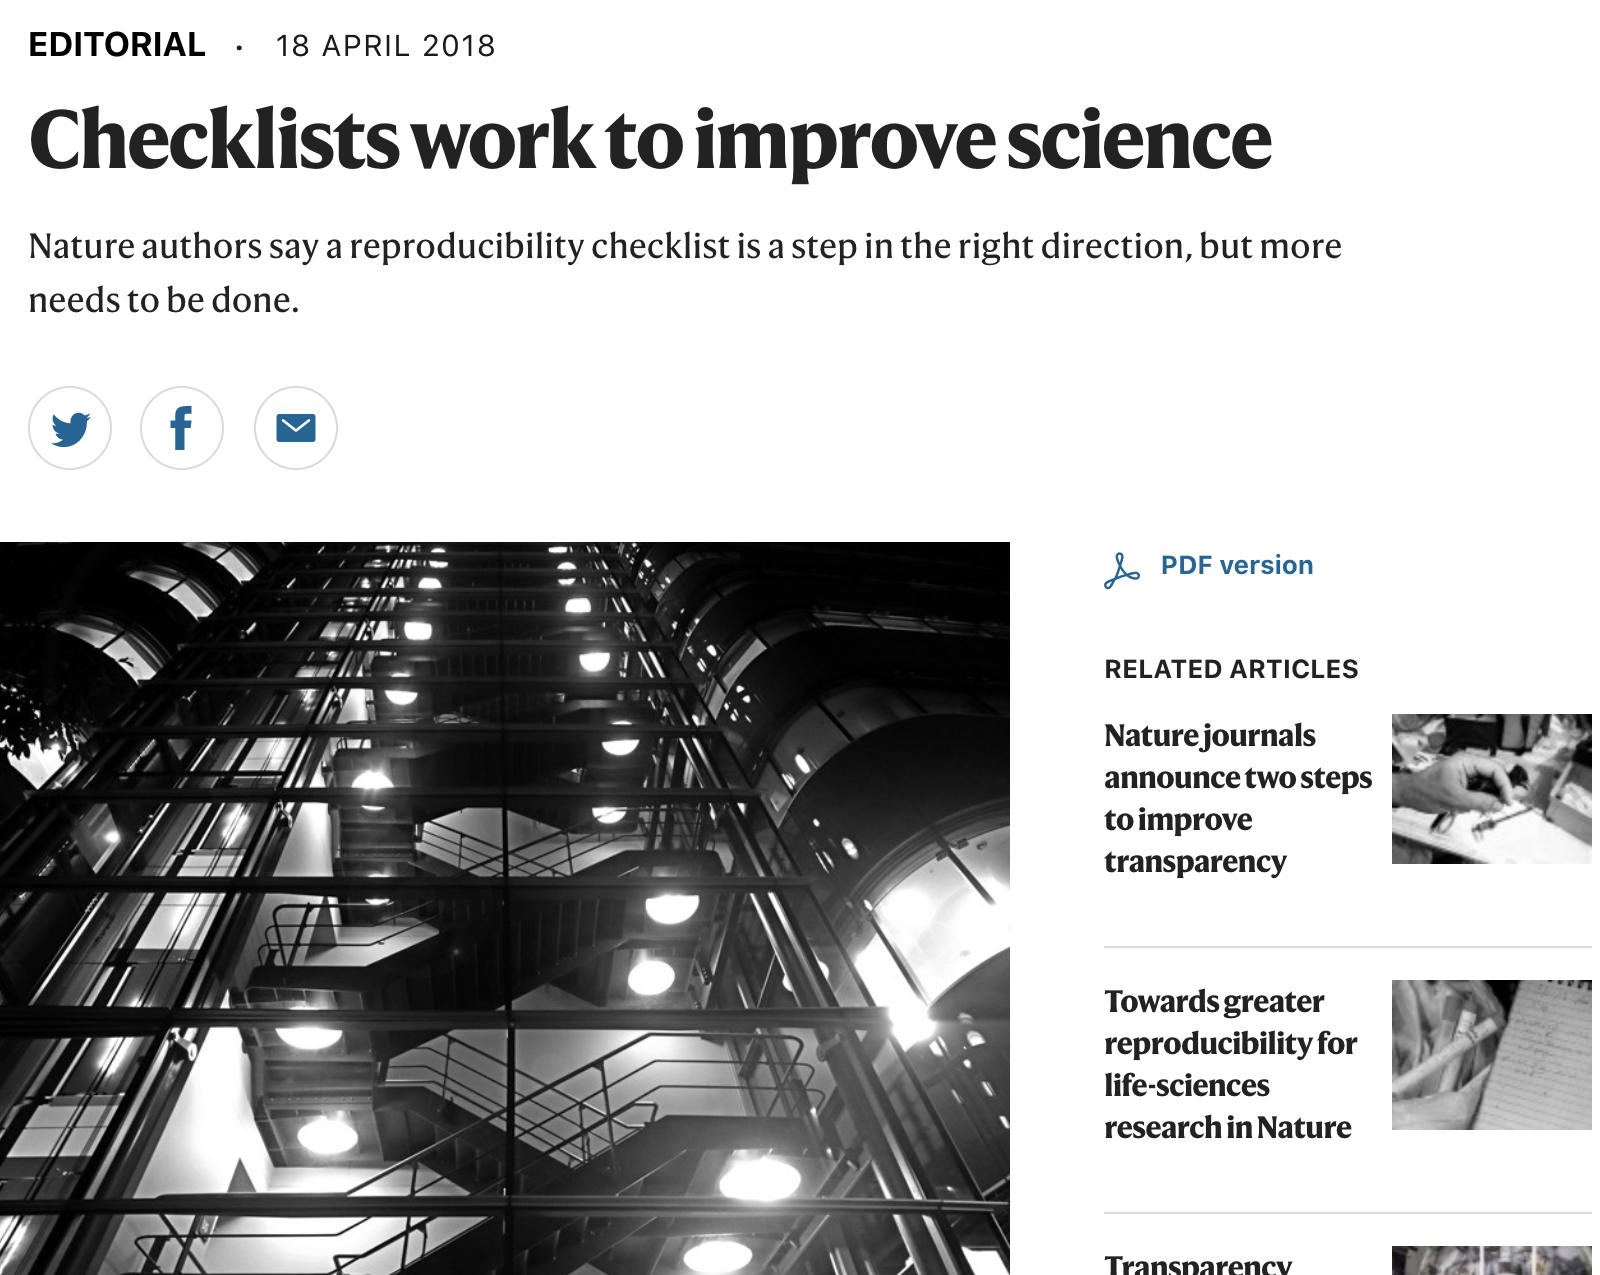 EDITORIAL · 18 APRIL 2018
Checklists work to improve science
Nature authors say a reproducibility checklist is a step in the right direction, but more
needs to be done.
PDF version
RELATED ARTICLES
Nature journals
announce two steps
to improve
transparency
Towards greater
reproducibility for
life-sciences
research in Nature
Transparency